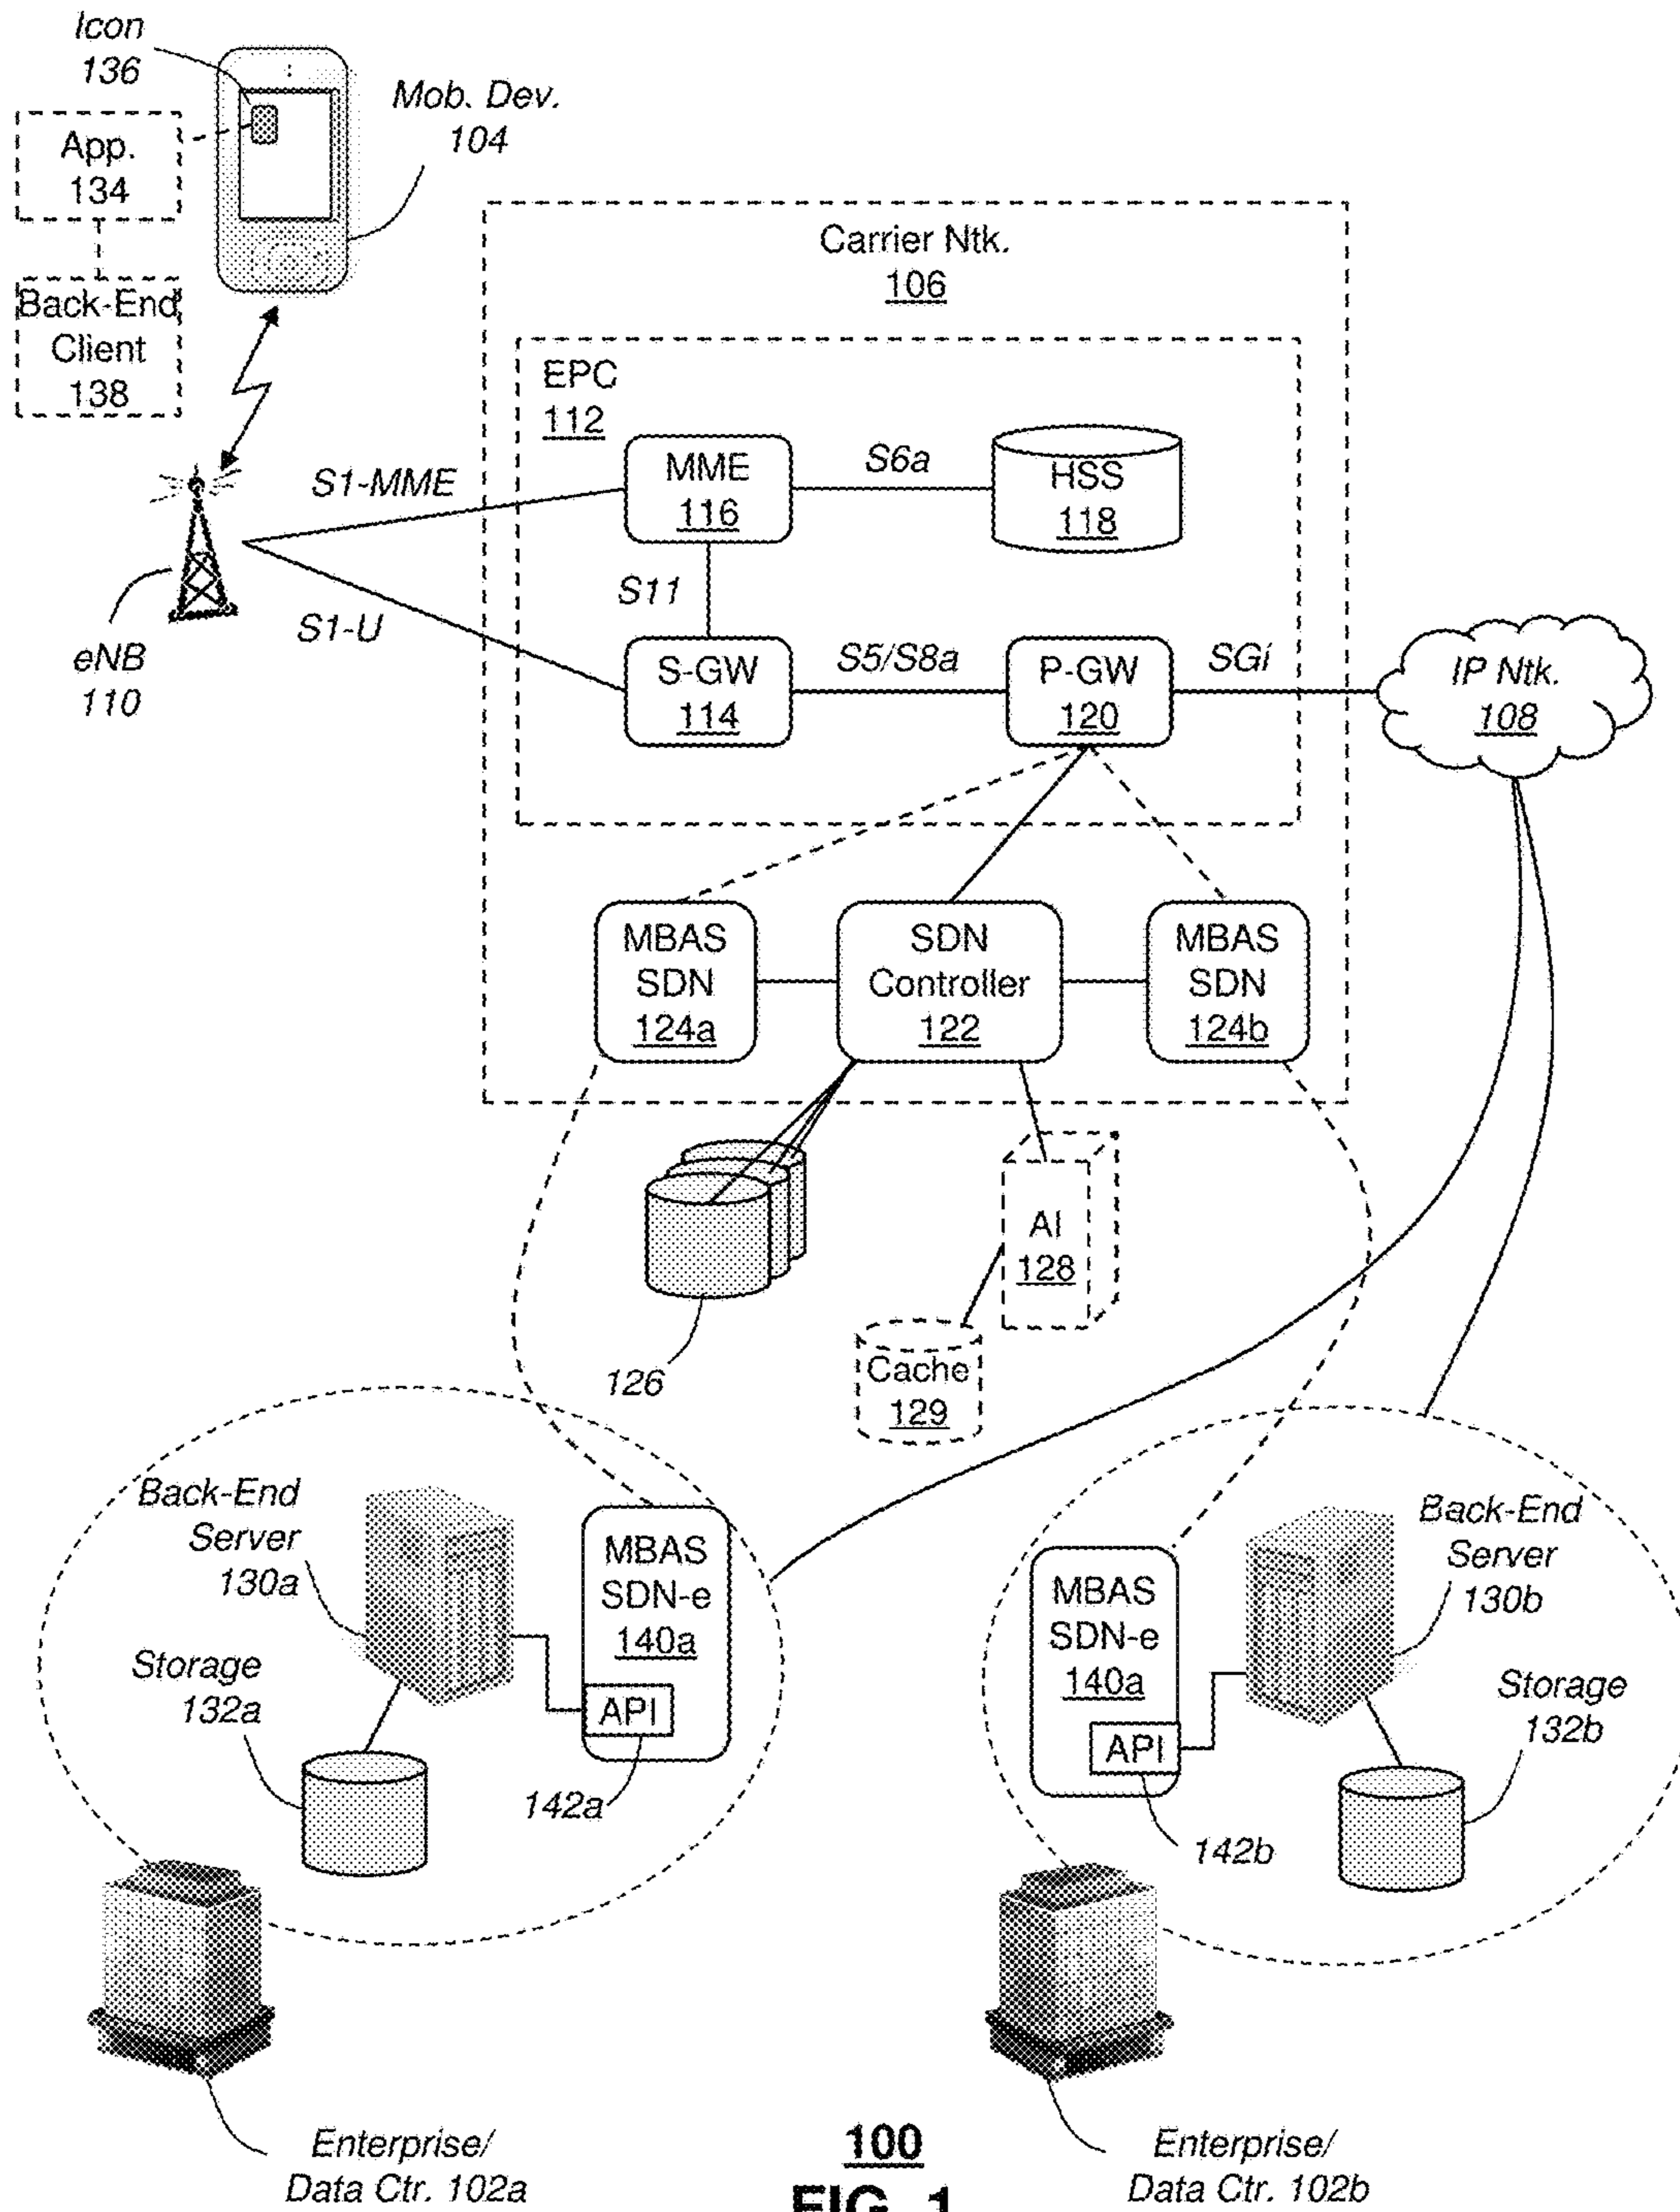 Icon
136
Mob. Dev.
104
App.
134
Back-End
Client
138
Carrier Ntk.
106
EPC
112
MME
116
S6a
HSS
118
S1-MME
S11
S1-U
eNB
110
S-GW
114
S5/S8a
P-GW
120
SGi
IP Ntk.
108
MBAS
SDN
124a
SDN
Controller
122
MBAS
SDN
124b
126
AI
128
Cache
129
Back-End
Server
130a
MBAS
SDN-e
140a
API
142a
Storage
132a
MBAS
SDN-e
140a
API
142b
Back-End
Server
130b
Storage
132b
Enterprise/
Data Ctr. 102a
100
FIG. 1
Enterprise/
Data Ctr. 102b